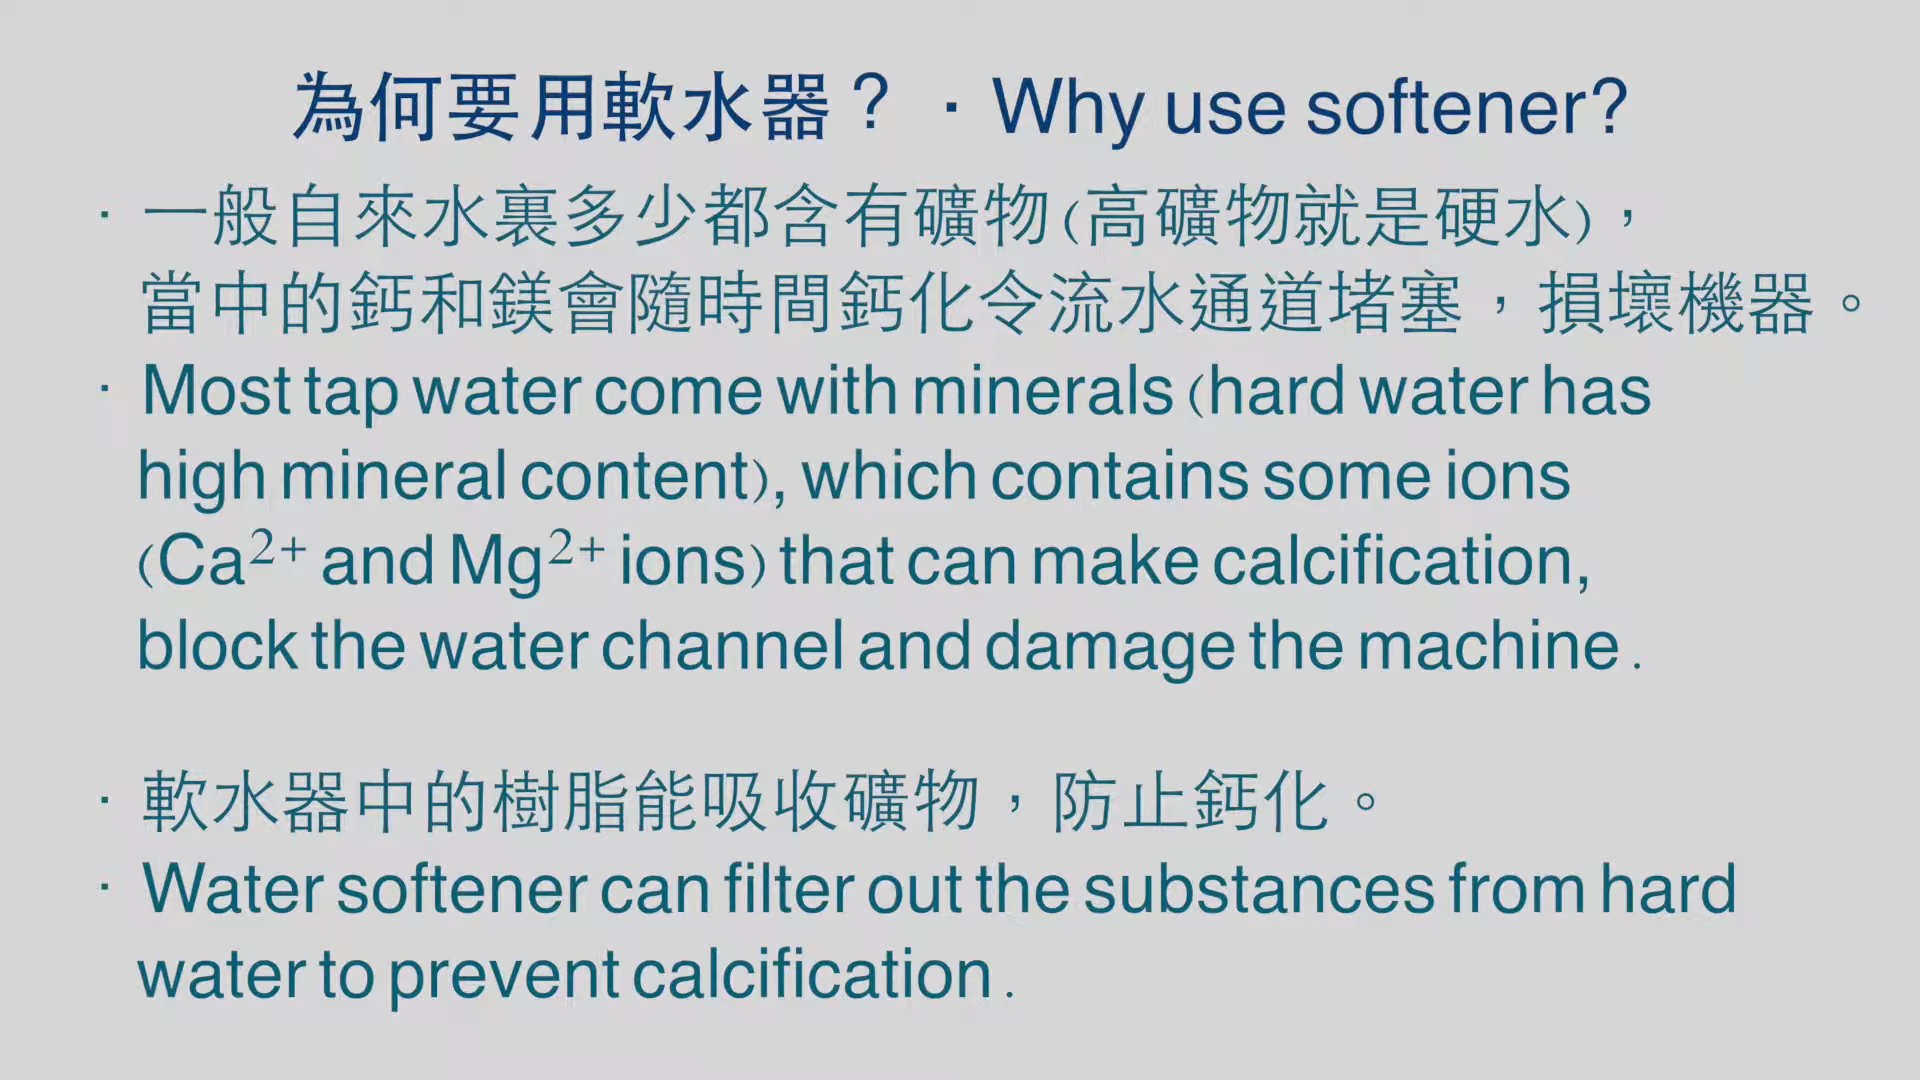 為何要用軟水器？·Why use softener?
· 一般自來水裏多少都含有礦物(高礦物就是硬水)，
當中的鈣和鎂會隨時間鈣化令流水通道堵塞，損壞機器。
· Most tap water come with minerals (hard water has
high mineral content), which contains some ions
(Ca²⁺ and Mg²⁺ ions) that can make calcification,
block the water channel and damage the machine.
· 軟水器中的樹脂能吸收礦物，防止鈣化。
· Water softener can filter out the substances from hard
water to prevent calcification.